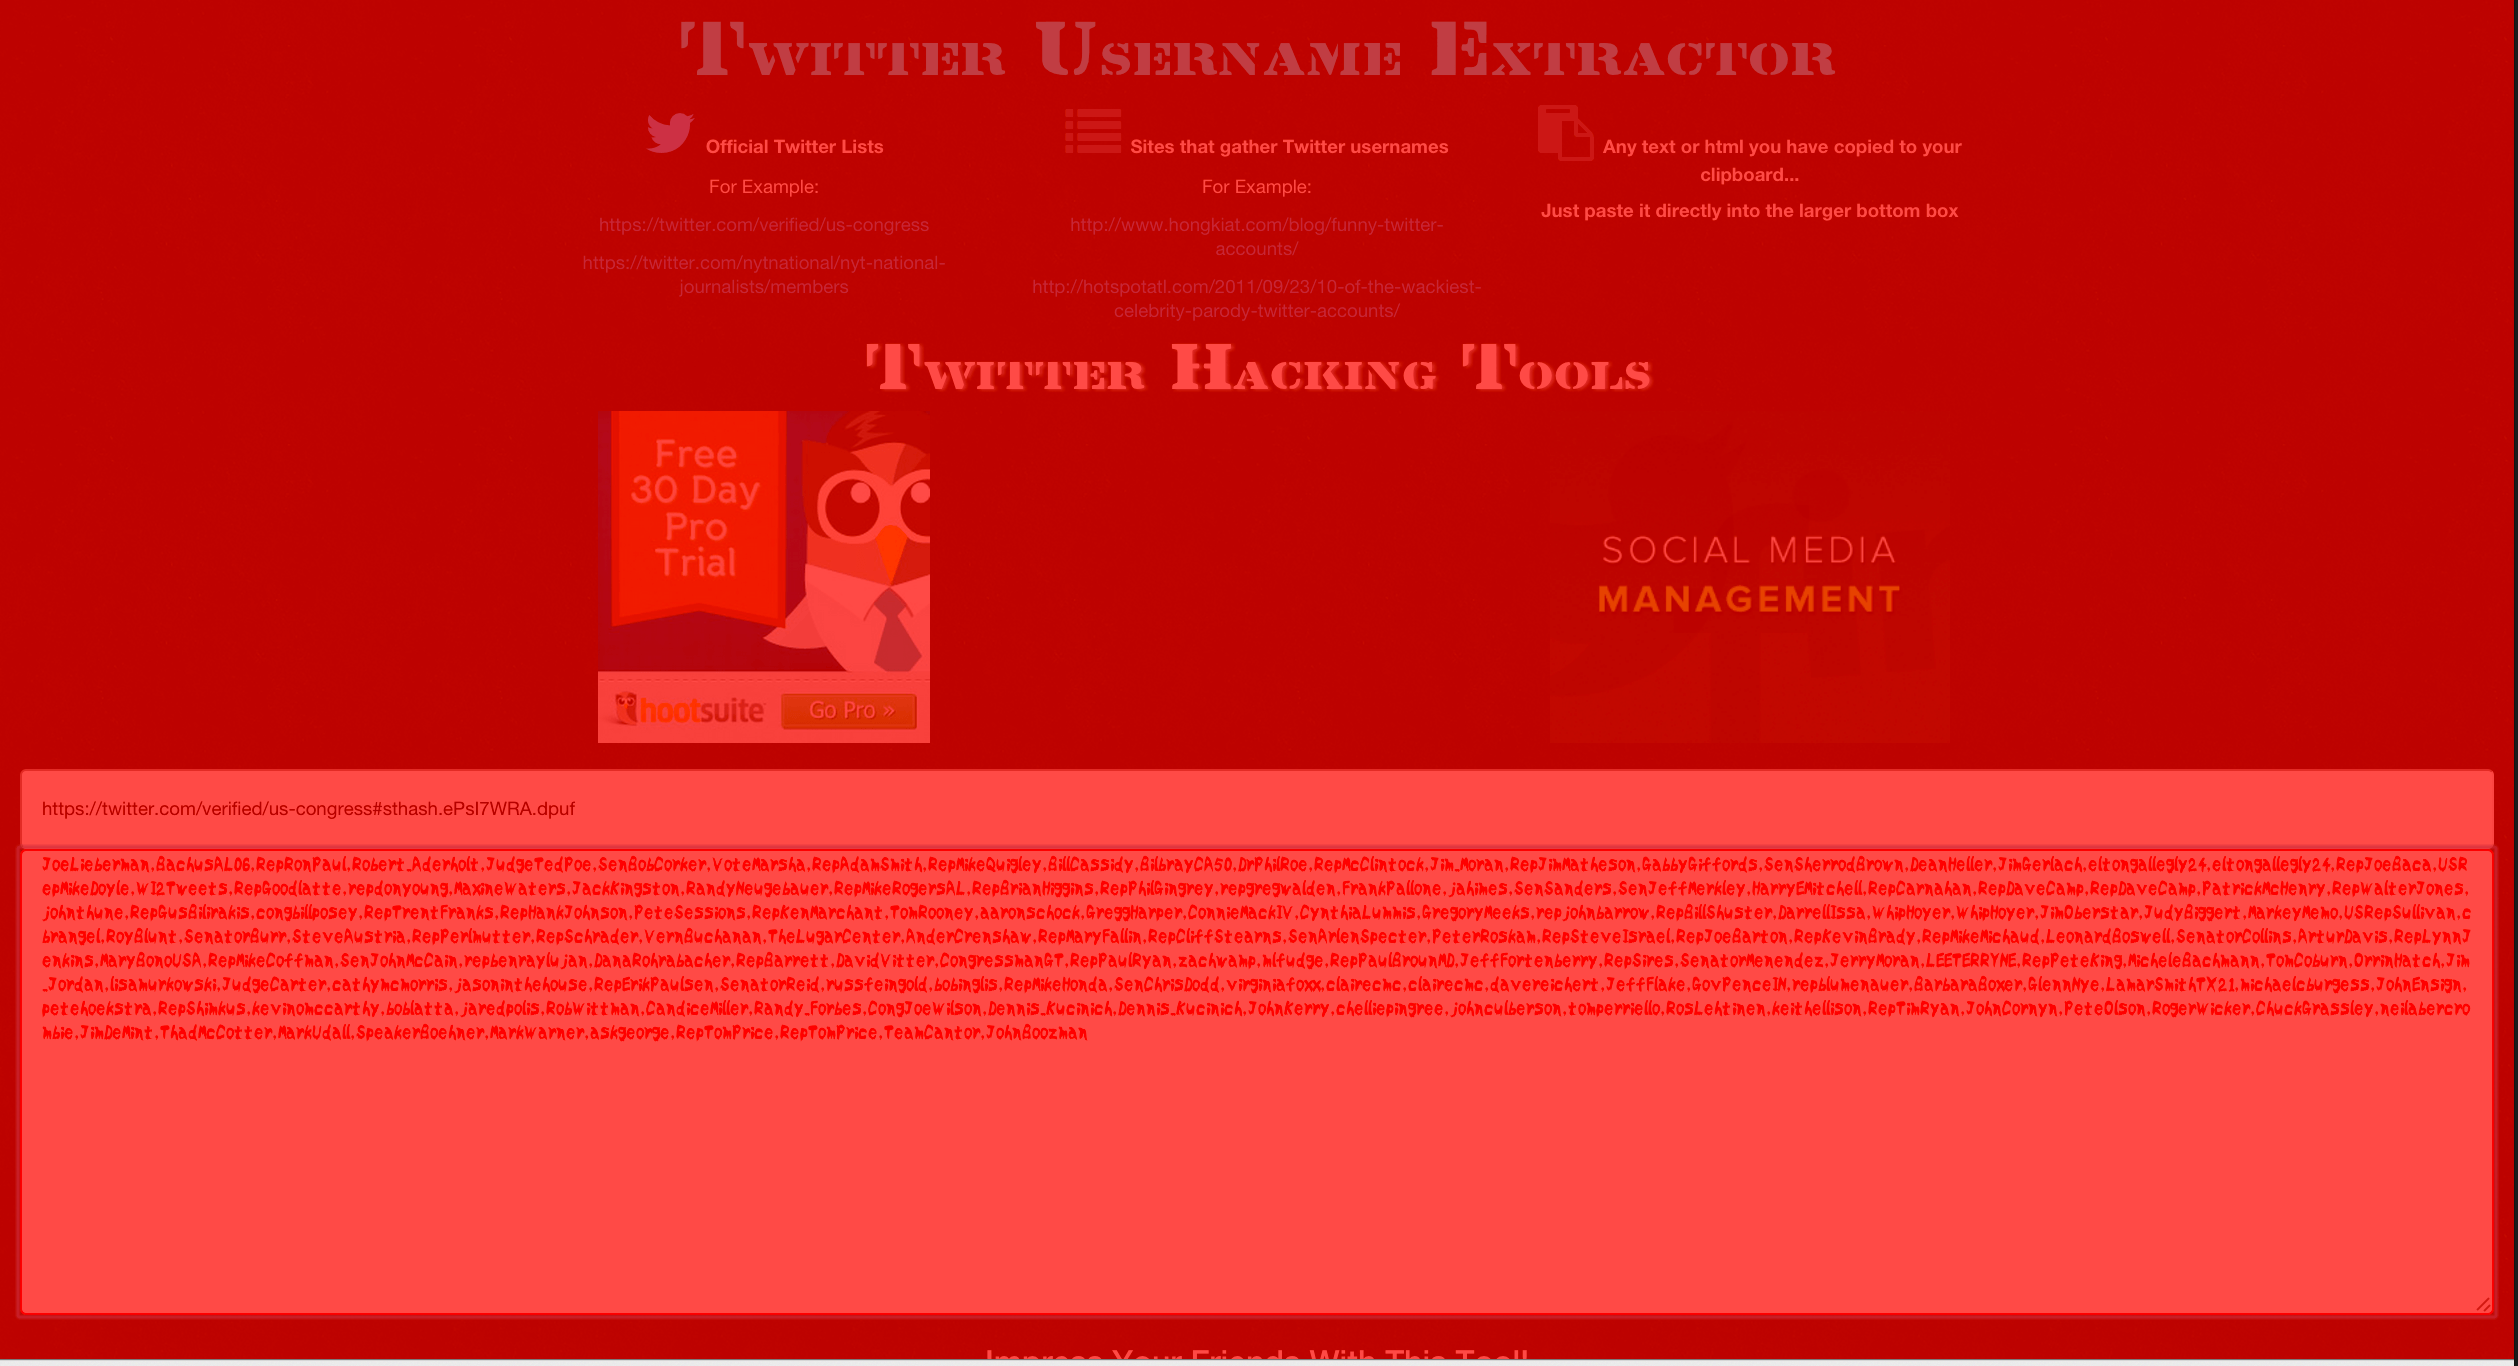 Twitter Username Extractor
Official Twitter Lists
For Example:
https://twitter.com/verified/us-congress
https://twitter.com/nytnational/nyt-national-
journalists/members
Sites that gather Twitter usernames
For Example:
http://www.hongkiat.com/blog/funny-twitter-
accounts/
http://hotspotatl.com/2011/09/23/10-of-the-wackiest-
celebrity-parody-twitter-accounts/
Any text or html you have copied to your
clipboard...
Just paste it directly into the larger bottom box
Twitter Hacking Tools
Free
30 Day
Pro
Trial
hootsuite
Go Pro »
SOCIAL MEDIA
MANAGEMENT
https://twitter.com/verified/us-congress#sthash.ePsI7WRA.dpuf
JoeLieberman,BachusAL06,RepRonPaul,Robert_Aderholt,JudgeTedPoe,SenBobCorker,VoteMarsha,RepAdamSmith,RepMikeQuigley,BillCassidy,BilbrayCA50,DrPhilRoe,RepMcClintock,Jim_Moran,RepJimMatheson,GabbyGiffords,SenSherrodBrown,DeanHeller,JimGerlach,eltongallegly24,eltongallegly24,RepJoeBaca,USR
epMikeDoyle,WI2Tweets,RepGoodlatte,repdonyoung,MaxineWaters,JackKingston,RandyNeugebauer,RepMikeRogersAL,RepBrianHiggins,RepPhilGingrey,repgregwalden,FrankPallone,jahimes,SenSanders,SenJeffMerkley,HarryEMitchell,RepCarnahan,RepDaveCamp,RepDaveCamp,PatrickMcHenry,RepWalterJones,
johnthune,RepGusBilirakis,congbillposey,RepTrentFranks,RepHankJohnson,PeteSessions,RepKenMarchant,TomRooney,aaronschock,GreggHarper,ConnieMackIV,CynthiaLummis,GregoryMeeks,repjohnbarrow,RepBillShuster,DarrellIssa,WhipHoyer,WhipHoyer,JimOberstar,JudyBiggert,MarkeyMemo,USRepSullivan,c
brangel,RoyBlunt,SenatorBurr,SteveAustria,RepPerlmutter,RepSchrader,VernBuchanan,TheLugarCenter,AnderCrenshaw,RepMaryFallin,RepCliffStearns,SenArlenSpecter,PeterRoskam,RepSteveIsrael,RepJoeBarton,RepKevinBrady,RepMikeMichaud,LeonardBoswell,SenatorCollins,ArturDavis,RepLynnJ
enkins,MaryBonoUSA,RepMikeCoffman,SenJohnMcCain,repbenraylujan,DanaRohrabacher,RepBarrett,DavidVitter,CongressmanGT,RepPaulRyan,zachwamp,mlfudge,RepPaulBrounMD,JeffFortenberry,RepSires,SenatorMenendez,JerryMoran,LEETERRYNE,RepPeteKing,MicheleBachmann,TomCoburn,OrrinHatch,Jim
_Jordan,lisamurkowski,JudgeCarter,cathymcmorris,jasoninthehouse,RepErikPaulsen,SenatorReid,russfeingold,bobinglis,RepMikeHonda,SenChrisDodd,virginiafoxx,clairecmc,clairecmc,davereichert,JeffFlake,GovPenceIN,repblumenauer,BarbaraBoxer,GlennNye,LamarSmithTX21,michaelcburgess,JohnEnsign,
petehoekstra,RepShimkus,kevinomccarthy,boblatta,jaredpolis,RobWittman,CandiceMiller,Randy_Forbes,CongJoeWilson,Dennis_Kucinich,Dennis_Kucinich,JohnKerry,chelliepingree,johnculberson,tomperriello,RosLehtinen,keithellison,RepTimRyan,JohnCornyn,PeteOlson,RogerWicker,ChuckGrassley,neilabercro
mbie,JimDeMint,ThadMcCotter,MarkUdall,SpeakerBoehner,MarkWarner,askgeorge,RepTomPrice,RepTomPrice,TeamCantor,JohnBoozman
Impress Your Friends With This Tool!